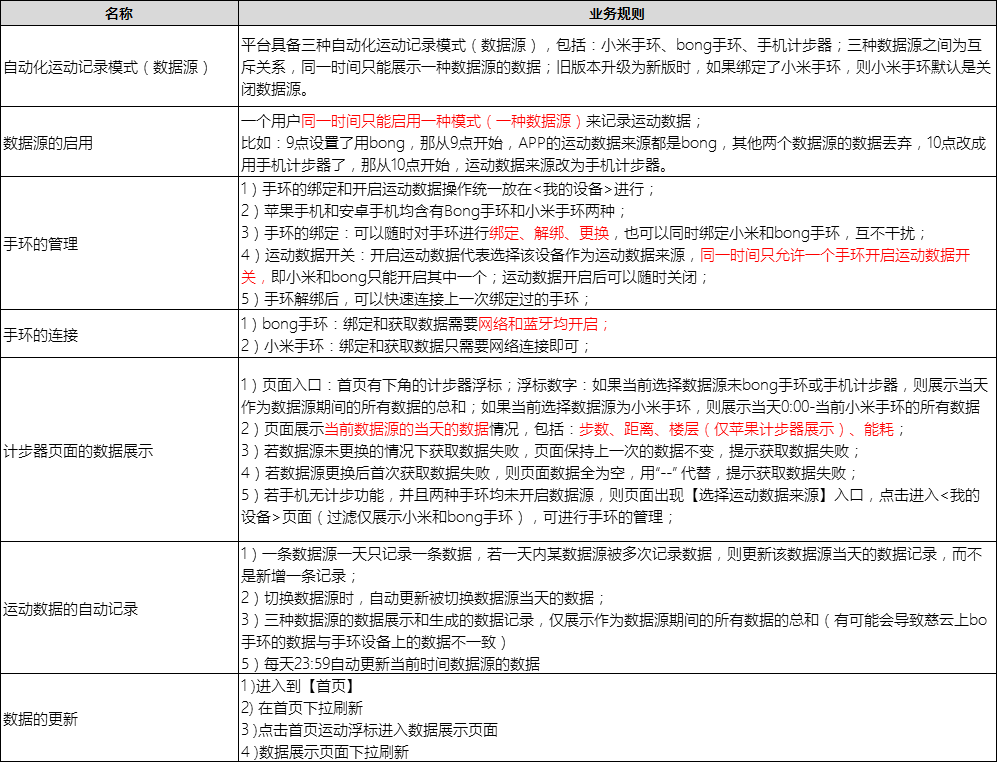 名称
业务规则
自动化运动记录模式（数据源）
平台具备三种自动化运动记录模式（数据源），包括：小米手环、bong手环、手机计步器；三种数据源之间为互
斥关系，同一时间只能展示一种数据源的数据；旧版本升级为新版时，如果绑定了小米手环，则小米手环默认是关
闭数据源。
数据源的启用
一个用户同一时间只能启用一种模式（一种数据源）来记录运动数据；
比如：9点设置了用bong，那从9点开始，APP的运动数据来源都是bong，其他两个数据源的数据丢弃，10点改成
用手机计步器了，那从10点开始，运动数据来源改为手机计步器。
手环的管理
1）手环的绑定和开启运动数据操作统一放在<我的设备>进行；
2）苹果手机和安卓手机均含有Bong手环和小米手环两种；
3）手环的绑定：可以随时对手环进行绑定、解绑、更换，也可以同时绑定小米和bong手环，互不干扰；
4）运动数据开关：开启运动数据代表选择该设备作为运动数据来源，同一时间只允许一个手环开启运动数据开
关，即小米和bong只能开启其中一个；运动数据开启后可以随时关闭；
5）手环解绑后，可以快速连接上一次绑定过的手环；
手环的连接
1）bong手环：绑定和获取数据需要网络和蓝牙均开启；
2）小米手环：绑定和获取数据只需要网络连接即可；
计步器页面的数据展示
1）页面入口：首页有下角的计步器浮标；浮标数字：如果当前选择数据源未bong手环或手机计步器，则展示当天
作为数据源期间的所有数据的总和；如果当前选择数据源为小米手环，则展示当天0:00-当前小米手环的所有数据
2）页面展示当前数据源的当天的数据情况，包括：步数、距离、楼层（仅苹果计步器展示）、能耗；
3）若数据源未更换的情况下获取数据失败，页面保持上一次的数据不变，提示获取数据失败；
4）若数据源更换后首次获取数据失败，则页面数据全为空，用“--” 代替，提示获取数据失败；
5）若手机无计步功能，并且两种手环均未开启数据源，则页面出现【选择运动数据来源】入口，点击进入<我的
设备>页面（过滤仅展示小米和bong手环），可进行手环的管理；
运动数据的自动记录
1）一条数据源一天只记录一条数据，若一天内某数据源被多次记录数据，则更新该数据源当天的数据记录，而不
是新增一条记录；
2）切换数据源时，自动更新被切换数据源当天的数据；
3）三种数据源的数据展示和生成的数据记录，仅展示作为数据源期间的所有数据的总和（有可能会导致慈云上bo
手环的数据与手环设备上的数据不一致）
5）每天23:59自动更新当前时间数据源的数据
数据的更新
1 )进入到【首页】
2) 在首页下拉刷新
3 )点击首页运动浮标进入数据展示页面
4 )数据展示页面下拉刷新